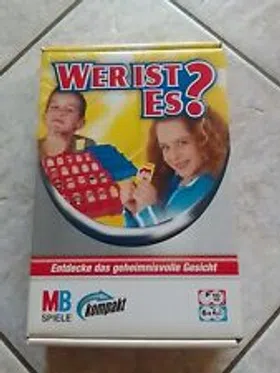 WER IST
ES?
Entdecke das geheimnisvolle Gesicht
MB
SPIELE
kompakt